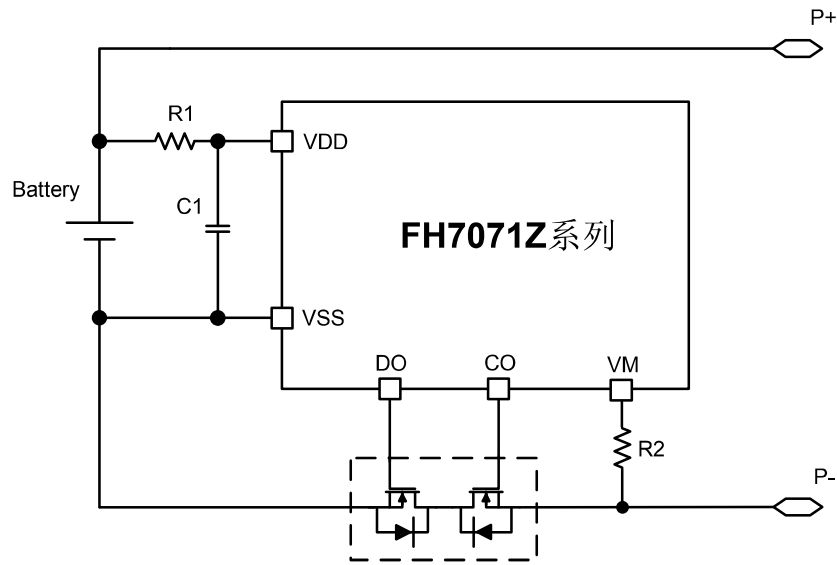 P+
R1
VDD
Battery
C1
FH7071Z系列
VSS
DO
CO
VM
R2
P-